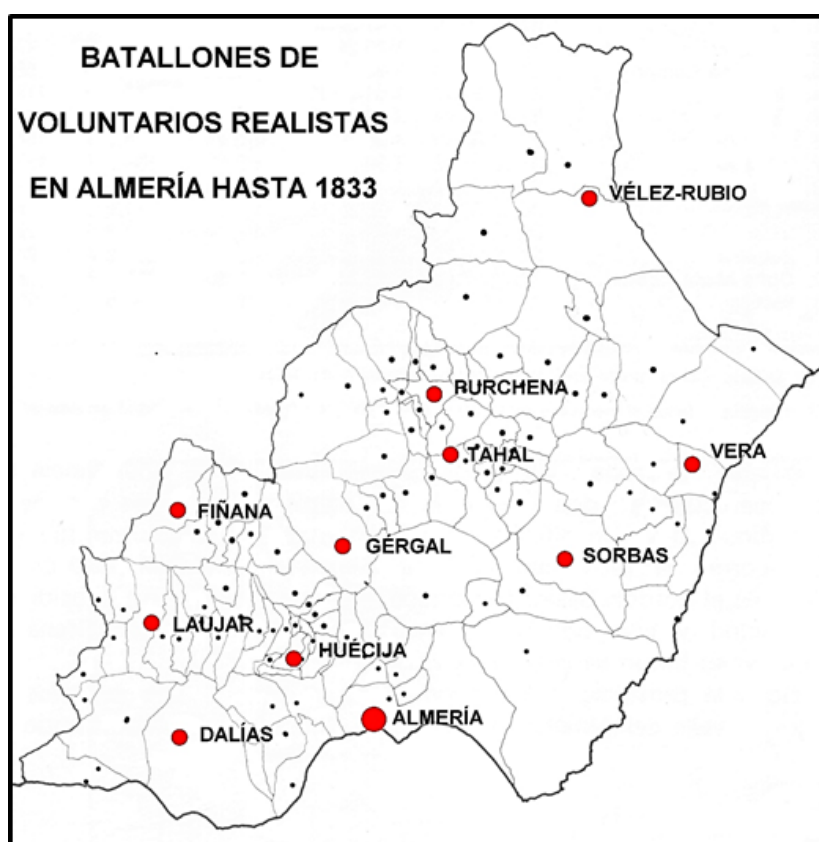 BATALLONES DE
VOLUNTARIOS REALISTAS
EN ALMERÍA HASTA 1833
VÉLEZ-RUBIO
RURCHENA
TAHAL
VERA
FIÑANA
GÉRGAL
SORBAS
LAUJAR
HUÉCIJA
ALMERÍA
DALÍAS